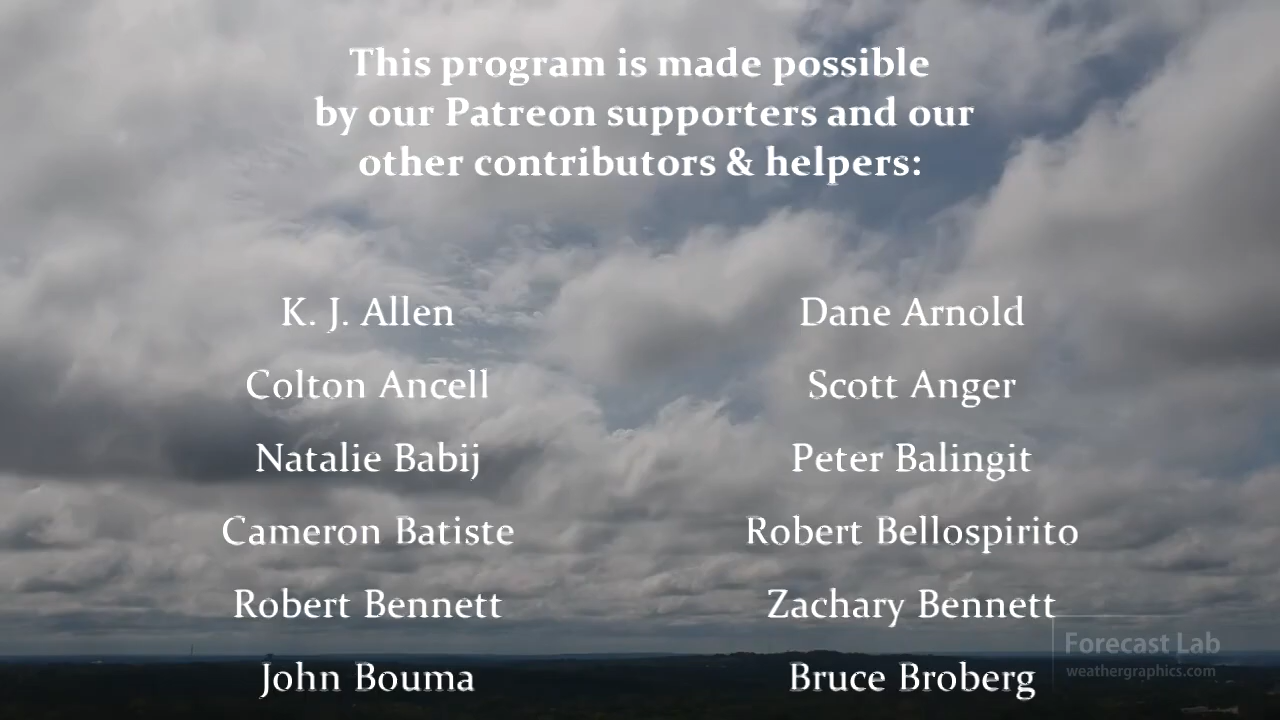 This program is made possible
by our Patreon supporters and our
other contributors & helpers:
K. J. Allen
Dane Arnold
Colton Ancell
Scott Anger
Natalie Babij
Peter Balingit
Cameron Batiste
Robert Bellospirito
Robert Bennett
Zachary Bennett
John Bouma
Bruce Broberg
Forecast Lab
weathergraphics.com